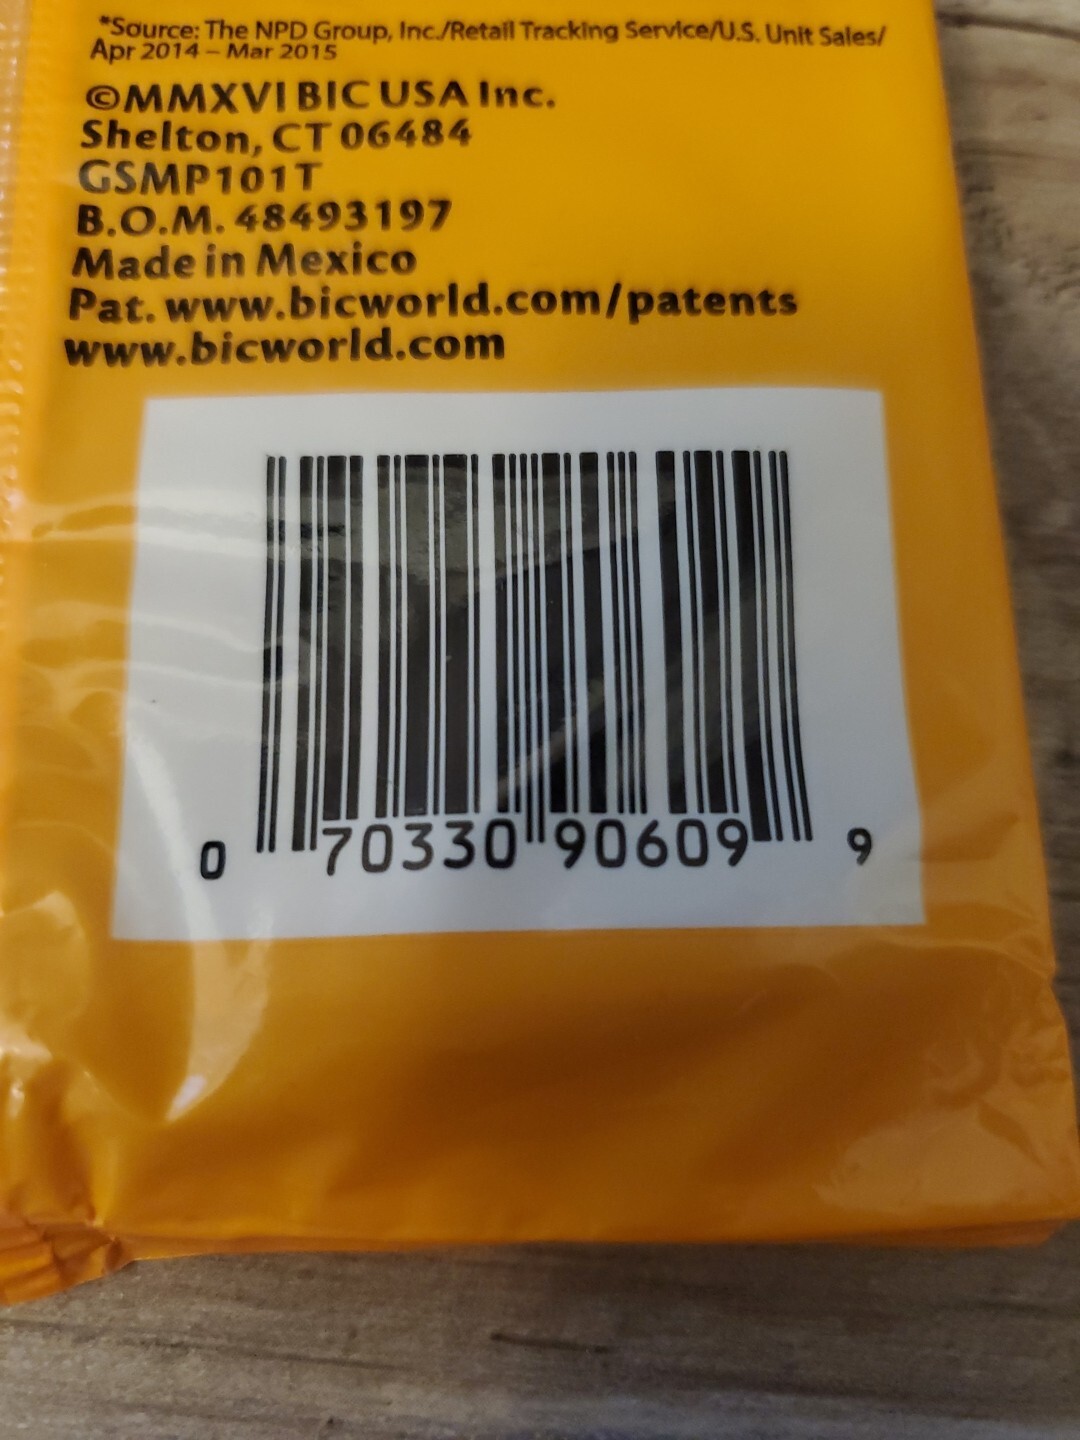 *Source: The NPD Group, Inc./Retail Tracking Service/U.S. Unit Sales/
Apr 2014 – Mar 2015
©MMXVI BIC USA Inc.
Shelton, CT 06484
GSMP101T
B.O.M. 48493197
Made in Mexico
Pat. www.bicworld.com/patents
www.bicworld.com
0 70330 90609 9